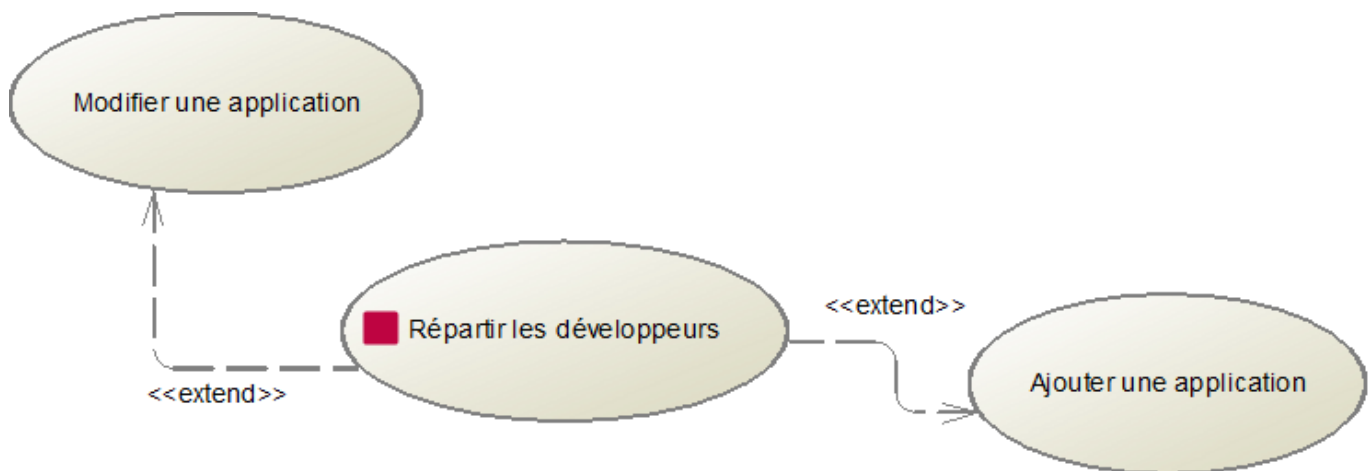 Modifier une application
<<extend>>
Répartir les développeurs
<<extend>>
Ajouter une application